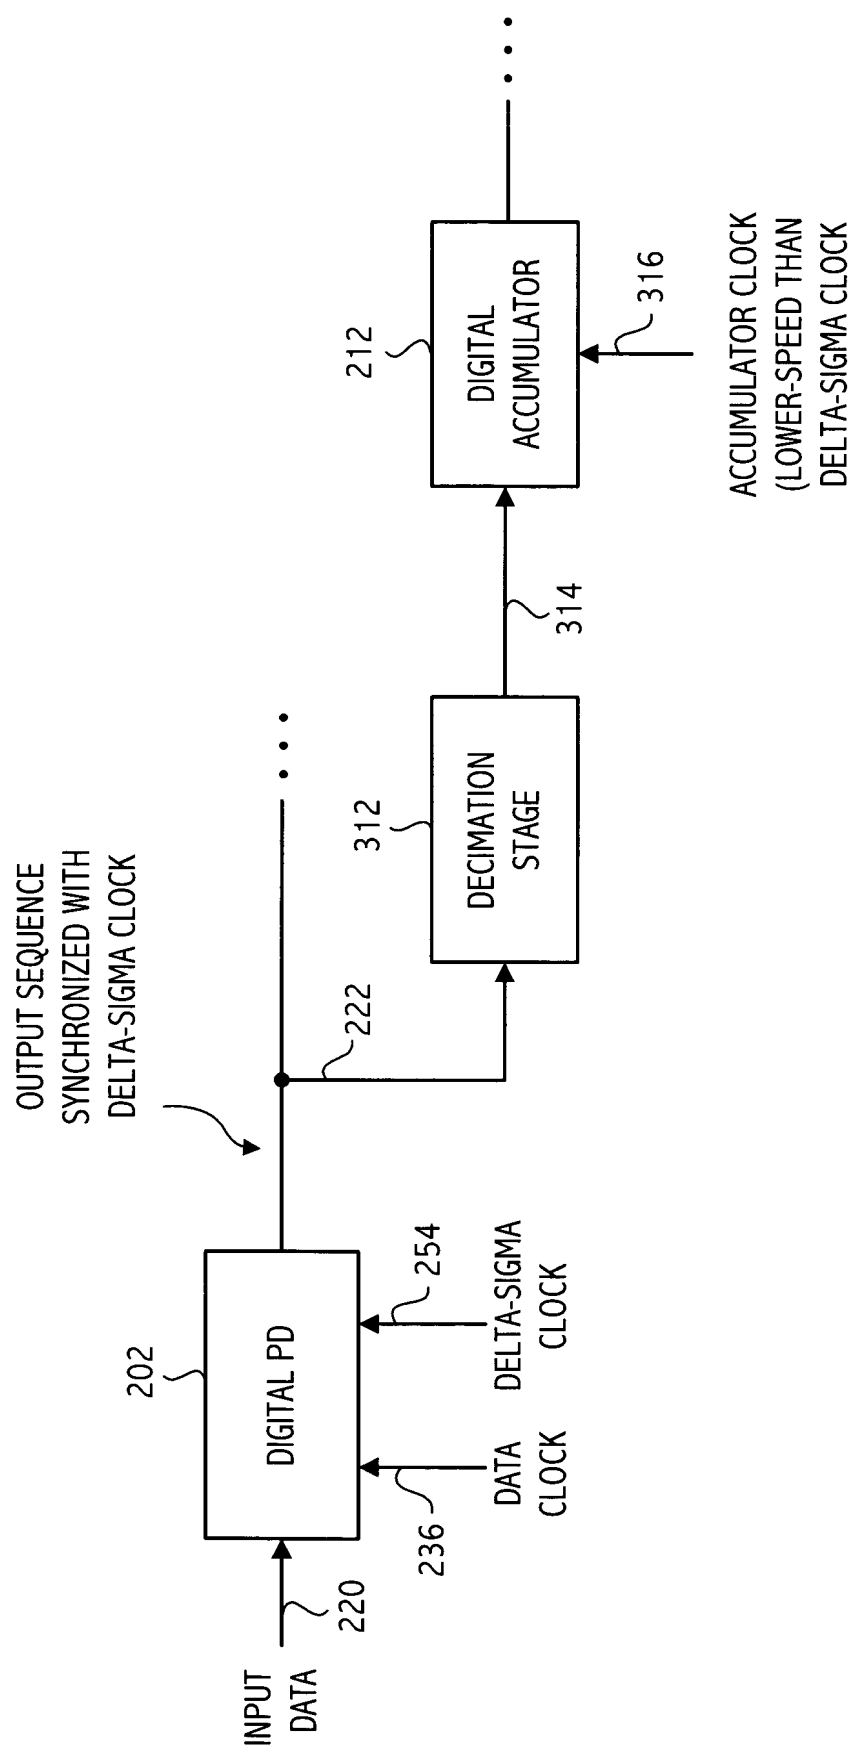 OUTPUT SEQUENCE
SYNCHRONIZED WITH
DELTA-SIGMA CLOCK
INPUT
DATA
220
202
DIGITAL PD
236
DATA
CLOCK
254
DELTA-SIGMA
CLOCK
222
312
DECIMATION
STAGE
314
212
DIGITAL
ACCUMULATOR
316
ACCUMULATOR CLOCK
(LOWER-SPEED THAN
DELTA-SIGMA CLOCK